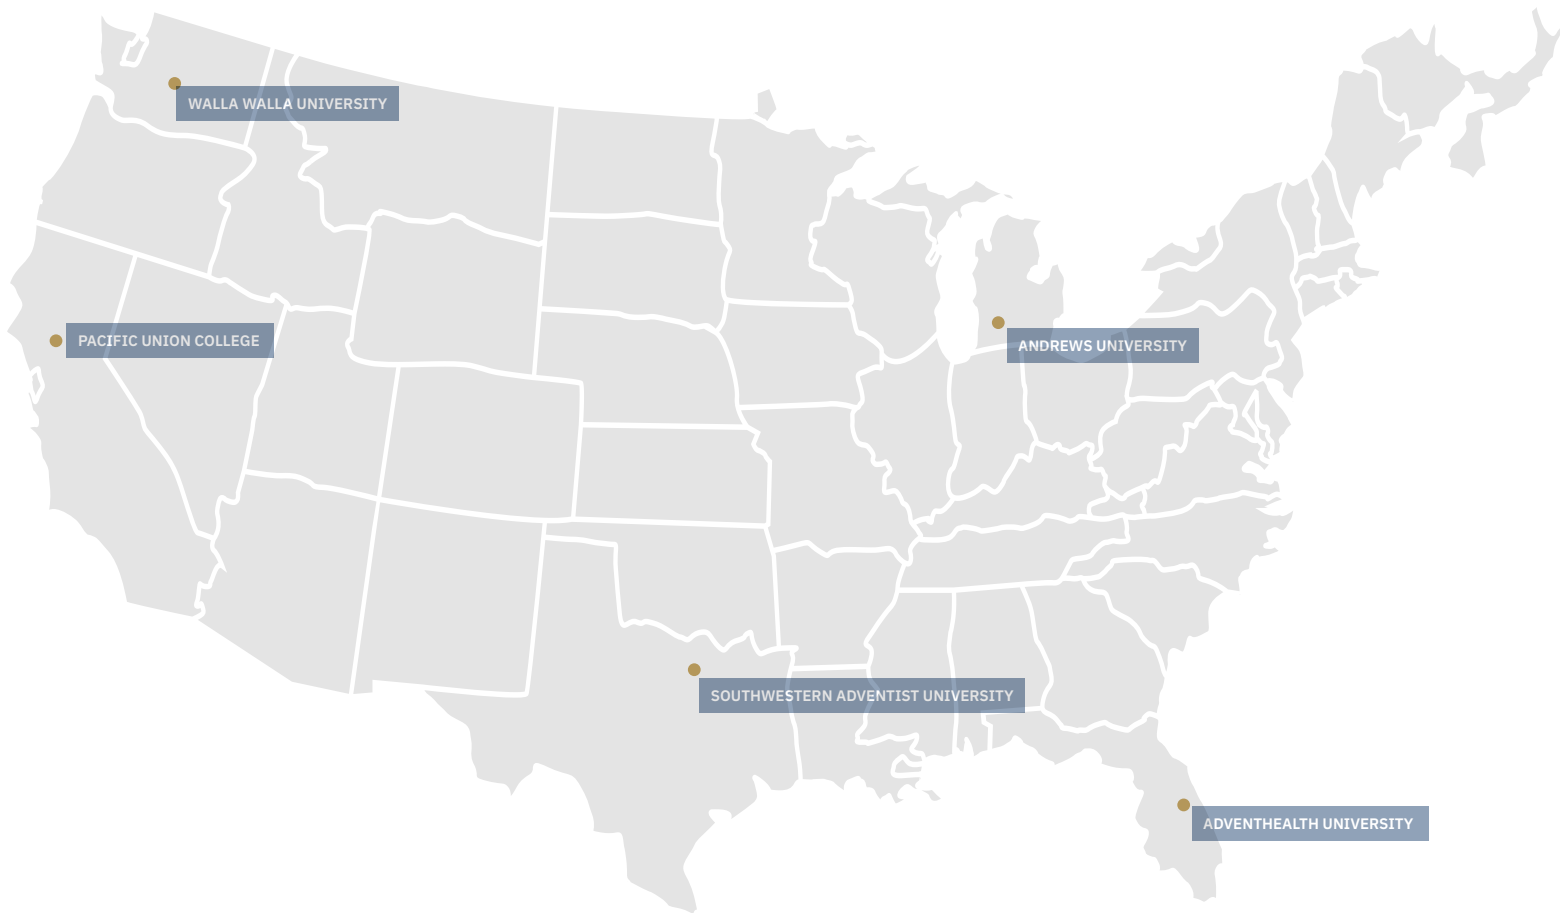 WALLA WALLA UNIVERSITY
PACIFIC UNION COLLEGE
ANDREWS UNIVERSITY
SOUTHWESTERN ADVENTIST UNIVERSITY
ADVENTHEALTH UNIVERSITY